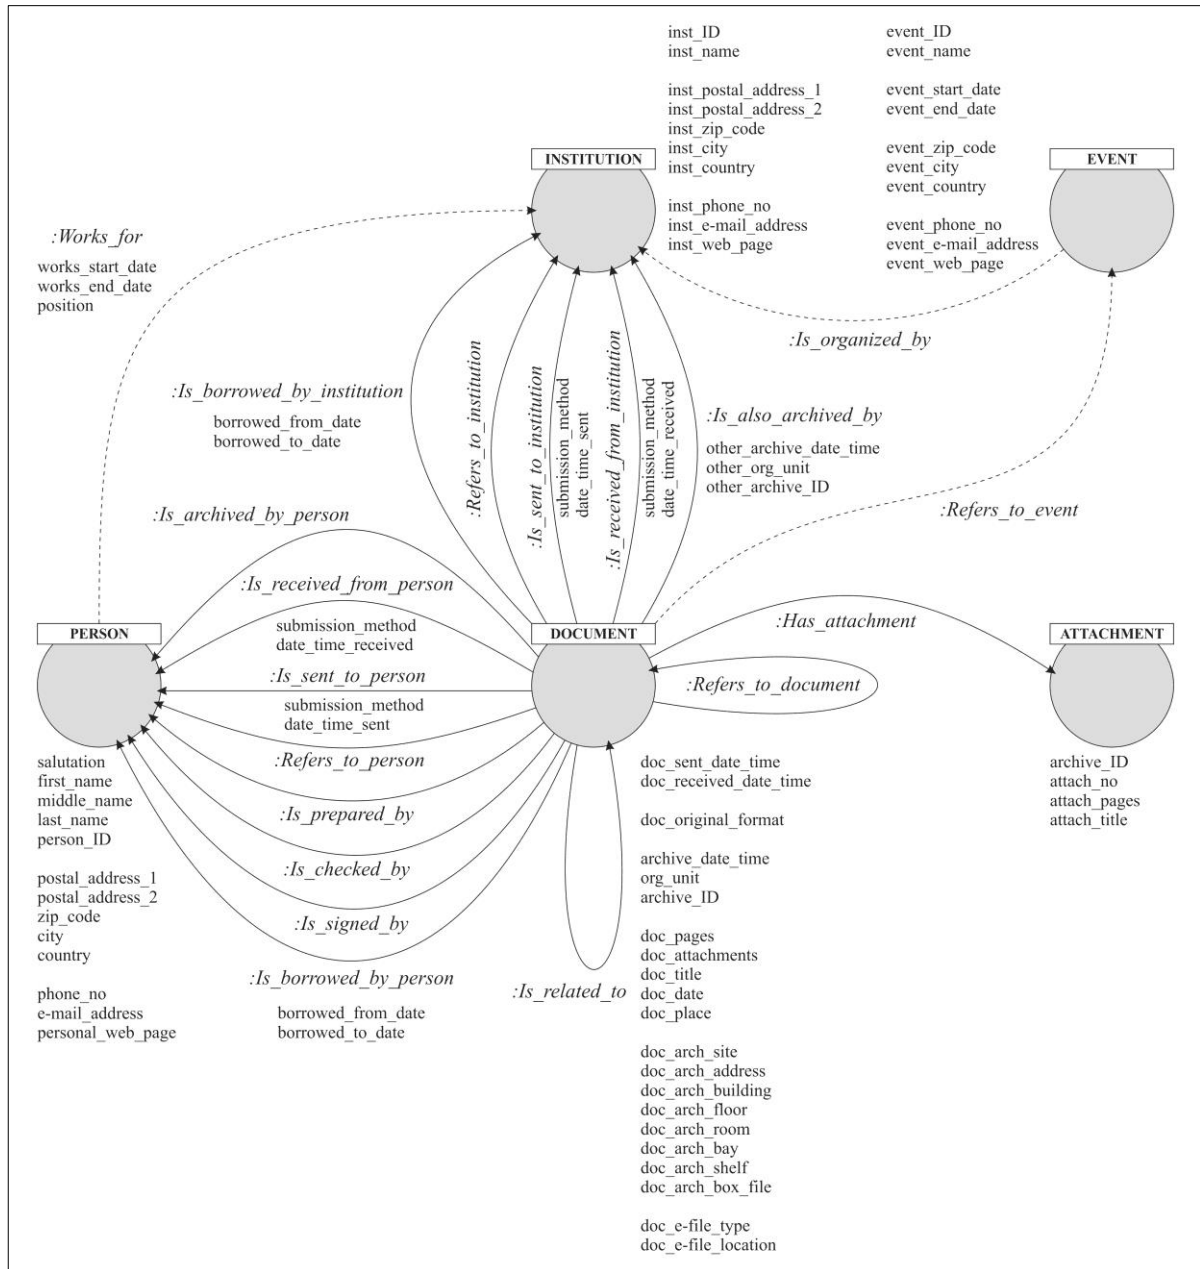 inst_ID
inst_name
inst_postal_address_1
inst_postal_address_2
inst_zip_code
inst_city
inst_country
inst_phone_no
inst_e-mail_address
inst_web_page
event_ID
event_name
event_start_date
event_end_date
event_zip_code
event_city
event_country
event_phone_no
event_e-mail_address
event_web_page
INSTITUTION
EVENT
:Works_for
works_start_date
works_end_date
position
:Is_organized_by
:Is_borrowed_by_institution
borrowed_from_date
borrowed_to_date
:Refers_to_institution
:Is_sent_to_institution
submission_method
date_time_sent
:Is_received_from_institution
submission_method
date_time_received
:Is_also_archived_by
other_archive_date_time
other_org_unit
other_archive_ID
:Refers_to_event
:Is_archived_by_person
:Is_received_from_person
submission_method
date_time_received
PERSON
DOCUMENT
:Has_attachment
ATTACHMENT
:Is_sent_to_person
submission_method
date_time_sent
:Refers_to_document
:Refers_to_person
:Is_prepared_by
:Is_checked_by
:Is_signed_by
:Is_borrowed_by_person
borrowed_from_date
borrowed_to_date
:Is_related_to
salutation
first_name
middle_name
last_name
person_ID
postal_address_1
postal_address_2
zip_code
city
country
phone_no
e-mail_address
personal_web_page
doc_sent_date_time
doc_received_date_time
doc_original_format
archive_date_time
org_unit
archive_ID
doc_pages
doc_attachments
doc_title
doc_date
doc_place
doc_arch_site
doc_arch_address
doc_arch_building
doc_arch_floor
doc_arch_room
doc_arch_bay
doc_arch_shelf
doc_arch_box_file
doc_e-file_type
doc_e-file_location
archive_ID
attach_no
attach_pages
attach_title